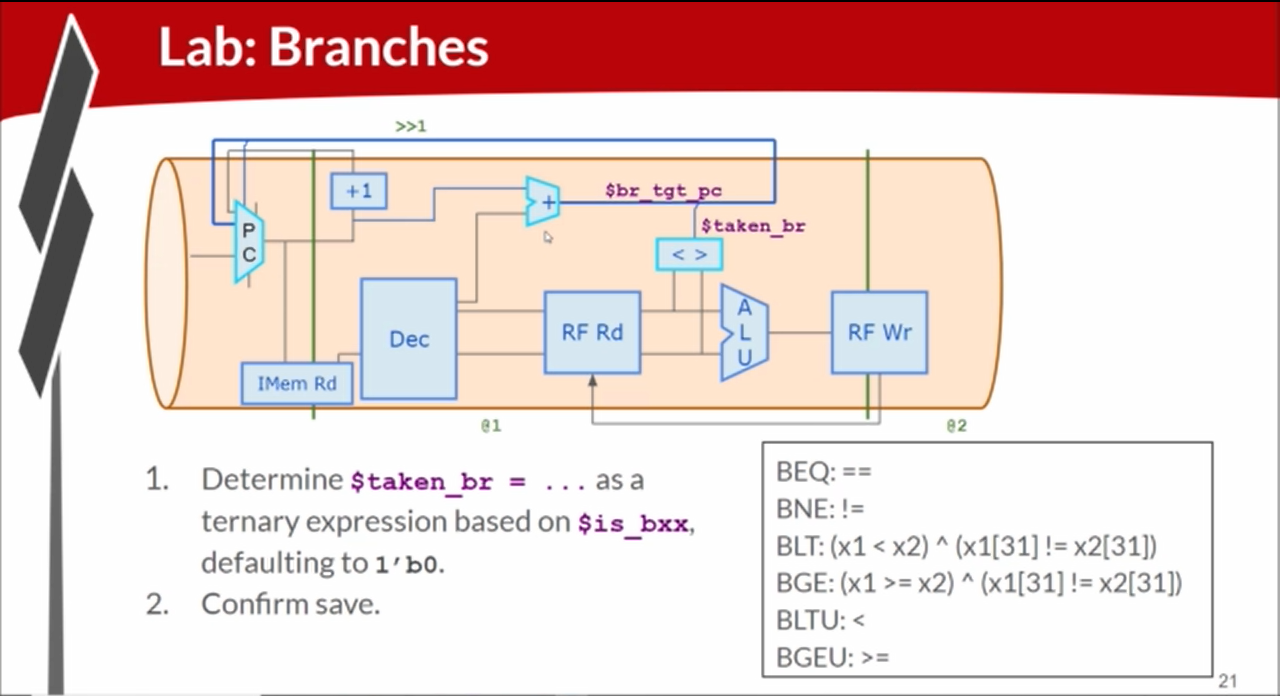 Lab: Branches
>>1
+1
+
$br_tgt_pc
$taken_br
P
C
< >
Dec
RF Rd
A
L
U
RF Wr
IMem Rd
@1
@2
1. Determine $taken_br = ... as a
ternary expression based on $is_bxx,
defaulting to 1'b0.
2. Confirm save.
BEQ: ==
BNE: !=
BLT: (x1 < x2) ^ (x1[31] != x2[31])
BGE: (x1 >= x2) ^ (x1[31] != x2[31])
BLTU: <
BGEU: >=
21